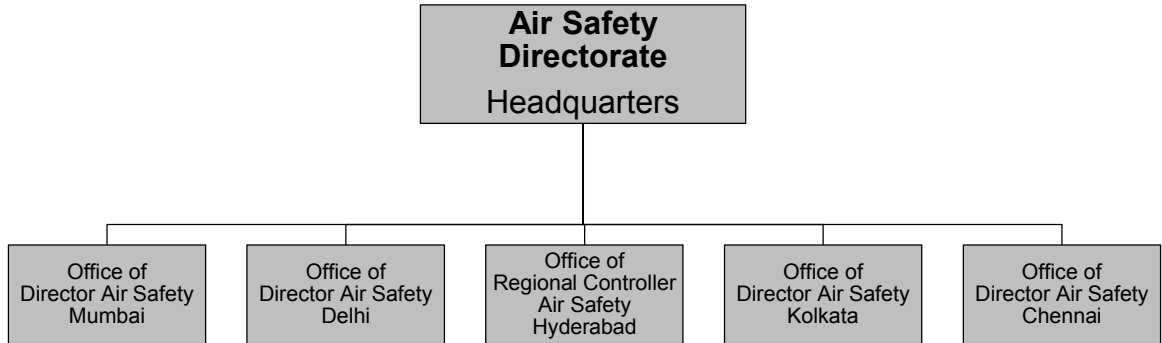 Air Safety
Directorate
Headquarters
Office of
Director Air Safety
Mumbai
Office of
Director Air Safety
Delhi
Office of
Regional Controller
Air Safety
Hyderabad
Office of
Director Air Safety
Kolkata
Office of
Director Air Safety
Chennai